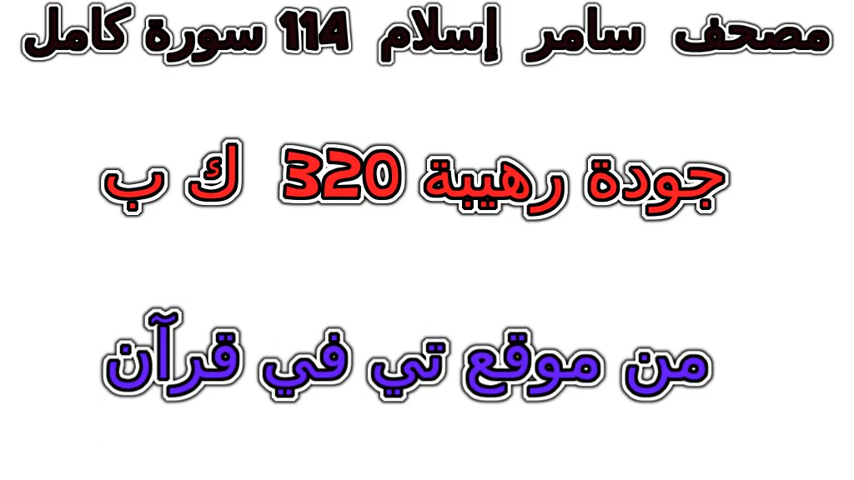 مصحف سامر إسلام 114 سورة كامل
جودة رهيبة 320 ك ب
من موقع تي في قرآن